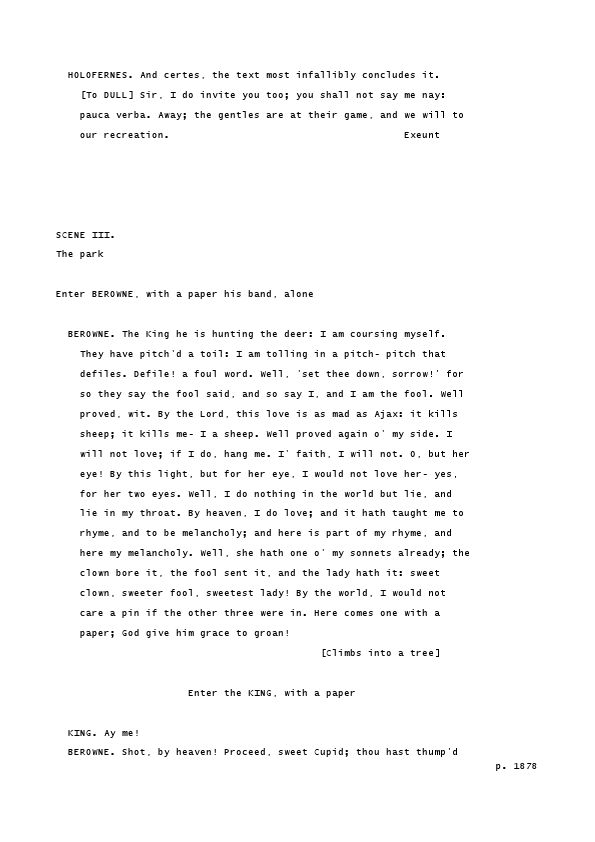 HOLOFERNES. And certes, the text most infallibly concludes it.
[To DULL] Sir, I do invite you too; you shall not say me nay:
pauca verba. Away; the gentles are at their game, and we will to
our recreation. Exeunt
SCENE III.
The park
Enter BEROWNE, with a paper his band, alone
BEROWNE. The King he is hunting the deer: I am coursing myself.
They have pitch'd a toil: I am tolling in a pitch- pitch that
defiles. Defile! a foul word. Well, 'set thee down, sorrow!' for
so they say the fool said, and so say I, and I am the fool. Well
proved, wit. By the Lord, this love is as mad as Ajax: it kills
sheep; it kills me- I a sheep. Well proved again o' my side. I
will not love; if I do, hang me. I' faith, I will not. O, but her
eye! By this light, but for her eye, I would not love her- yes,
for her two eyes. Well, I do nothing in the world but lie, and
lie in my throat. By heaven, I do love; and it hath taught me to
rhyme, and to be melancholy; and here is part of my rhyme, and
here my melancholy. Well, she hath one o' my sonnets already; the
clown bore it, the fool sent it, and the lady hath it: sweet
clown, sweeter fool, sweetest lady! By the world, I would not
care a pin if the other three were in. Here comes one with a
paper; God give him grace to groan!
[Climbs into a tree]
Enter the KING, with a paper
KING. Ay me!
BEROWNE. Shot, by heaven! Proceed, sweet Cupid; thou hast thump'd
p. 1878